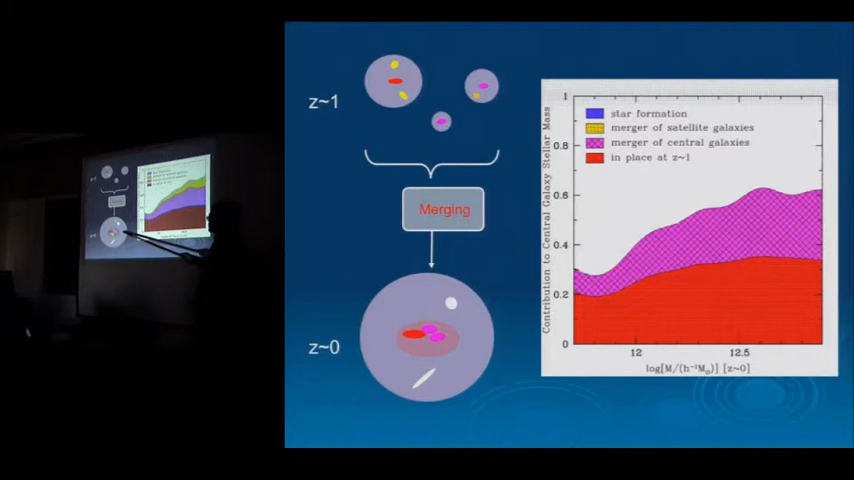 z~1
Merging
z~0
Contribution to Central Galaxy Stellar Mass
1
0.8
0.6
0.4
0.2
0
star formation
merger of satellite galaxies
merger of central galaxies
in place at z~1
12
12.5
log[M/(h⁻¹M☉)] [z~0]